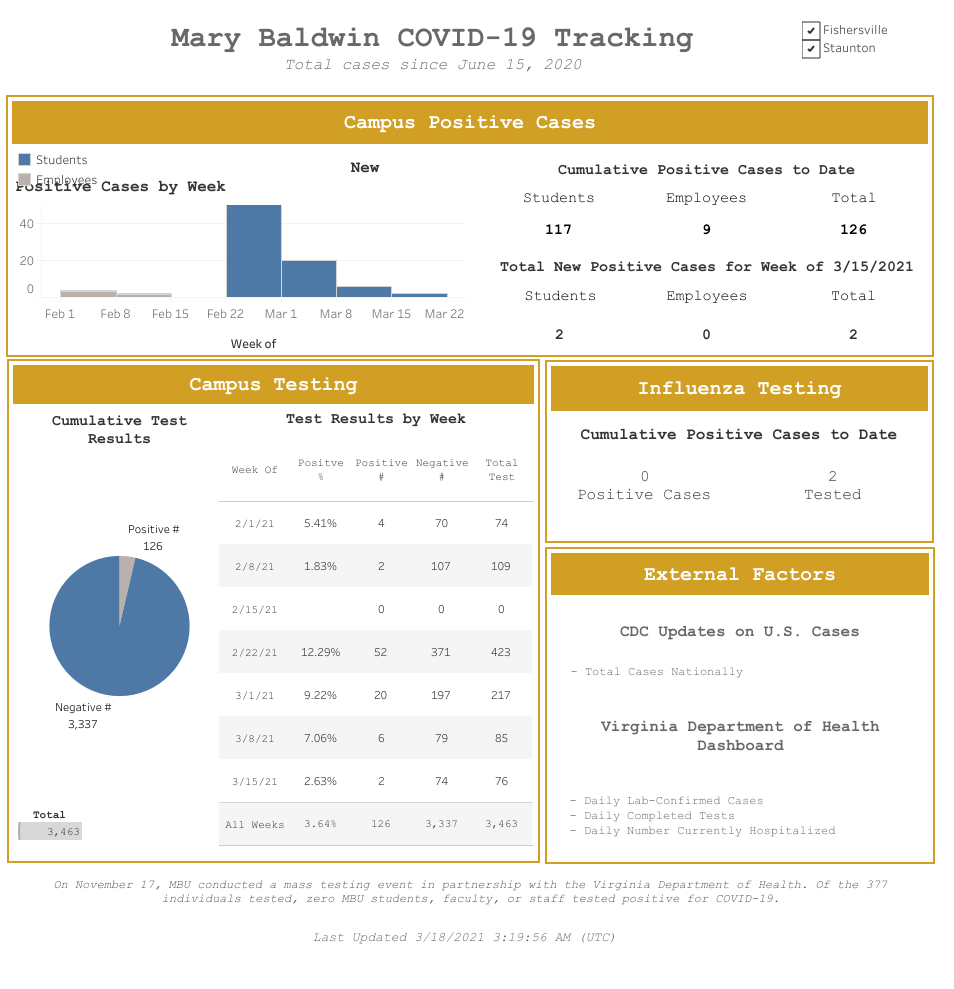 Mary Baldwin COVID-19 Tracking
Total cases since June 15, 2020
Fishersville
Staunton
Campus Positive Cases
Students
Employees
New
Positive Cases by Week
40
20
0
Feb 1 Feb 8 Feb 15 Feb 22 Mar 1 Mar 8 Mar 15 Mar 22
Week of
Cumulative Positive Cases to Date
Students Employees Total
117 9 126
Total New Positive Cases for Week of 3/15/2021
Students Employees Total
2 0 2
Campus Testing
Cumulative Test
Results
Positive #
126
Negative #
3,337
Total
3,463
Test Results by Week
Week Of Positve % Positive # Negative # Total Test
2/1/21 5.41% 4 70 74
2/8/21 1.83% 2 107 109
2/15/21 0 0 0
2/22/21 12.29% 52 371 423
3/1/21 9.22% 20 197 217
3/8/21 7.06% 6 79 85
3/15/21 2.63% 2 74 76
All Weeks 3.64% 126 3,337 3,463
Influenza Testing
Cumulative Positive Cases to Date
0 2
Positive Cases Tested
External Factors
CDC Updates on U.S. Cases
- Total Cases Nationally
Virginia Department of Health
Dashboard
- Daily Lab-Confirmed Cases
- Daily Completed Tests
- Daily Number Currently Hospitalized
On November 17, MBU conducted a mass testing event in partnership with the Virginia Department of Health. Of the 377
individuals tested, zero MBU students, faculty, or staff tested positive for COVID-19.
Last Updated 3/18/2021 3:19:56 AM (UTC)